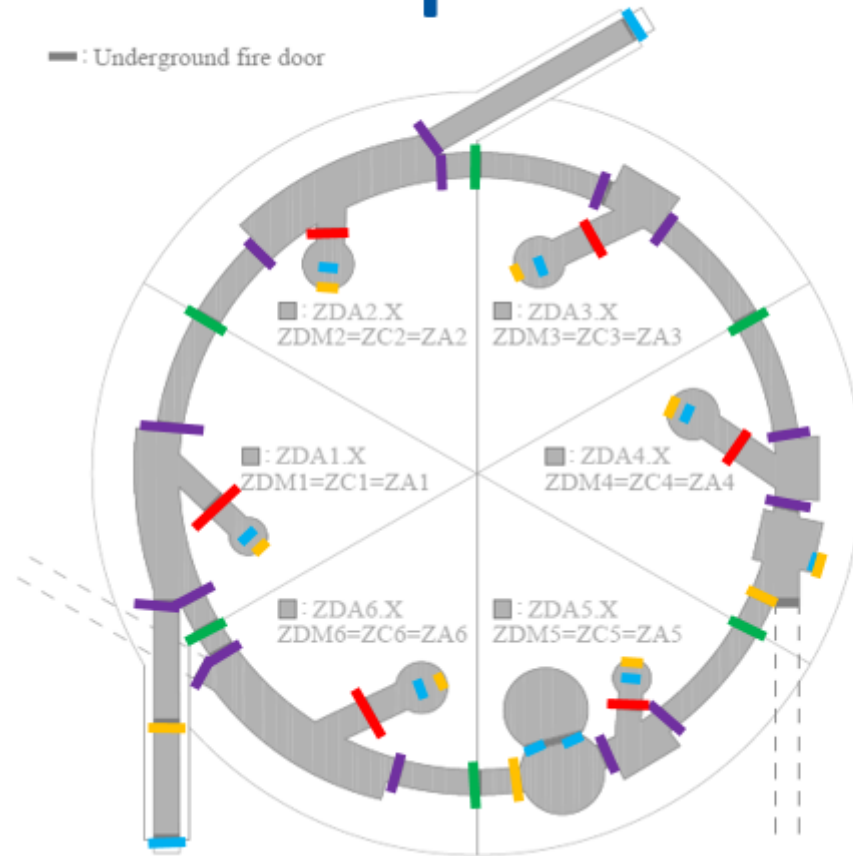 : Underground fire door
: ZDA2.X
ZDM2=ZC2=ZA2
: ZDA3.X
ZDM3=ZC3=ZA3
: ZDA1.X
ZDM1=ZC1=ZA1
: ZDA4.X
ZDM4=ZC4=ZA4
: ZDA6.X
ZDM6=ZC6=ZA6
: ZDA5.X
ZDM5=ZC5=ZA5